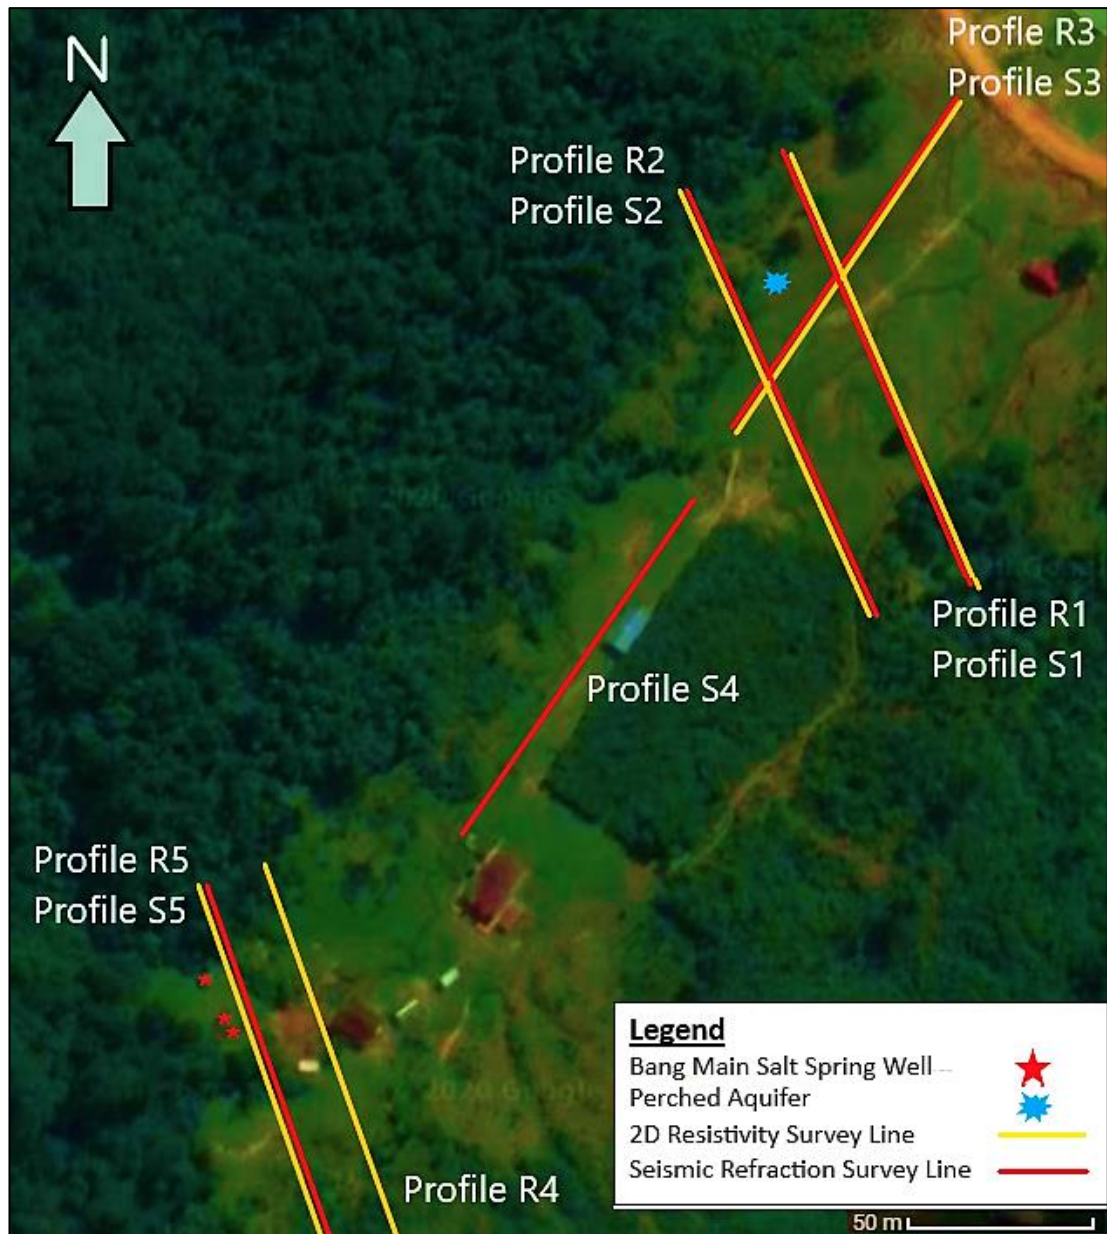 N
Profle R3
Profile S3
Profile R2
Profile S2
Profile R1
Profile S1
Profile S4
Profile R5
Profile S5
Profile R4
Legend
Bang Main Salt Spring Well
Perched Aquifer
2D Resistivity Survey Line
Seismic Refraction Survey Line
50 m